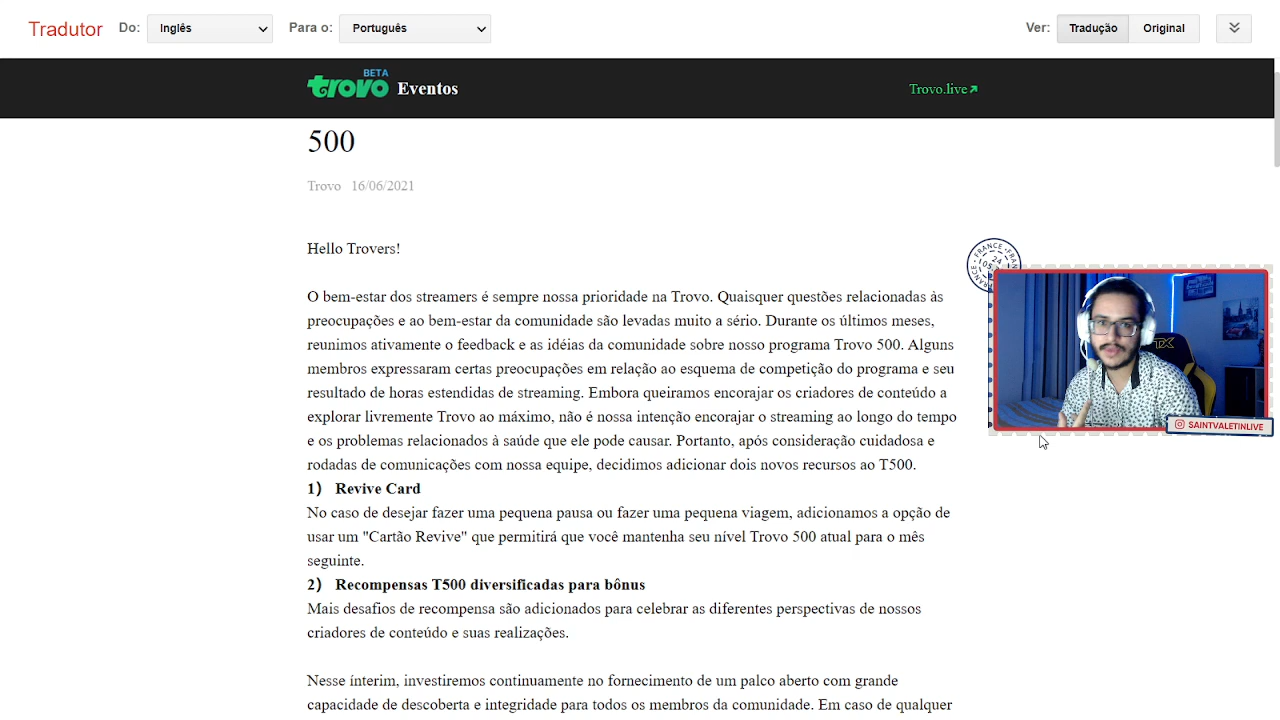 Tradutor Do: Inglês Para o: Português Ver: Tradução Original
BETA
trovo Eventos Trovo.live
500
Trovo 16/06/2021
Hello Trovers!
O bem-estar dos streamers é sempre nossa prioridade na Trovo. Quaisquer questões relacionadas às
preocupações e ao bem-estar da comunidade são levadas muito a sério. Durante os últimos meses,
reunimos ativamente o feedback e as idéias da comunidade sobre nosso programa Trovo 500. Alguns
membros expressaram certas preocupações em relação ao esquema de competição do programa e seu
resultado de horas estendidas de streaming. Embora queiramos encorajar os criadores de conteúdo a
explorar livremente Trovo ao máximo, não é nossa intenção encorajar o streaming ao longo do tempo
e os problemas relacionados à saúde que ele pode causar. Portanto, após consideração cuidadosa e
rodadas de comunicações com nossa equipe, decidimos adicionar dois novos recursos ao T500.
1) Revive Card
No caso de desejar fazer uma pequena pausa ou fazer uma pequena viagem, adicionamos a opção de
usar um "Cartão Revive" que permitirá que você mantenha seu nível Trovo 500 atual para o mês
seguinte.
2) Recompensas T500 diversificadas para bônus
Mais desafios de recompensa são adicionados para celebrar as diferentes perspectivas de nossos
criadores de conteúdo e suas realizações.
Nesse ínterim, investiremos continuamente no fornecimento de um palco aberto com grande
capacidade de descoberta e integridade para todos os membros da comunidade. Em caso de qualquer
FRANCE
24
SAINTVALETINLIVE